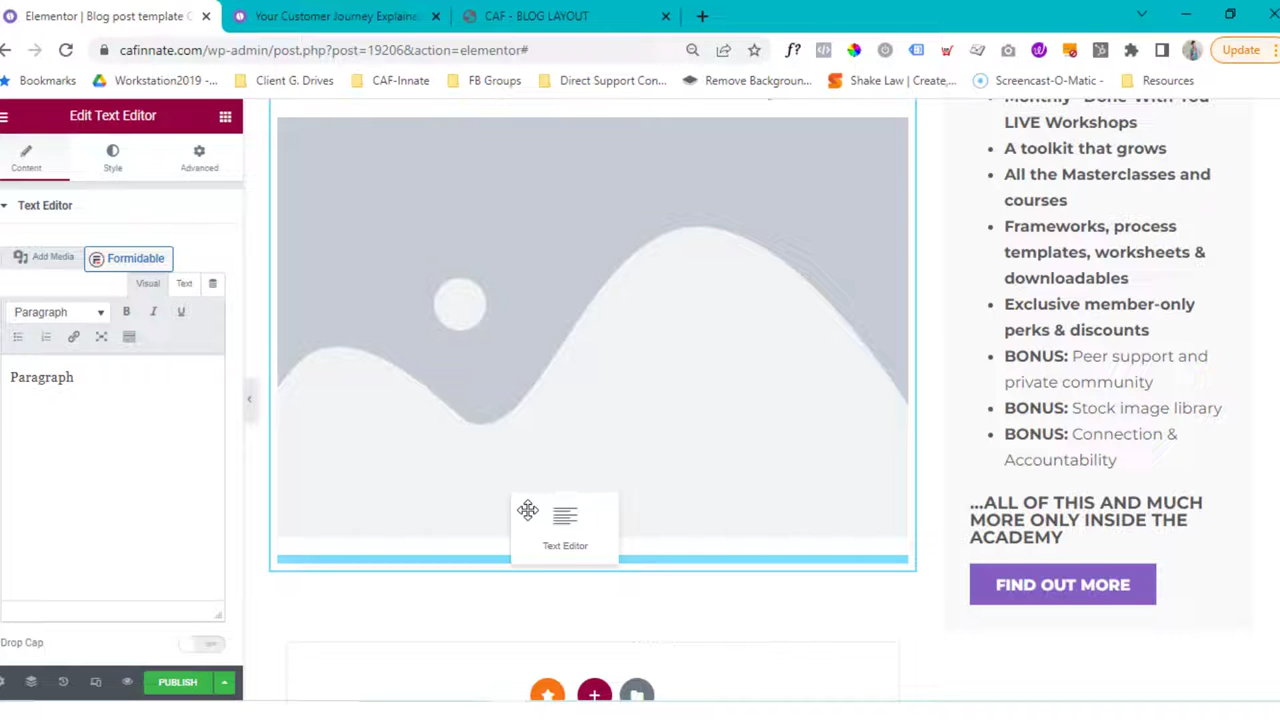 Elementor | Blog post template C
Your Customer Journey Explaine
CAF - BLOG LAYOUT
cafinnate.com/wp-admin/post.php?post=19206&action=elementor#
Update
Bookmarks
Workstation2019 -...
Client G. Drives
CAF-Innate
FB Groups
Direct Support Con...
Remove Backgroun...
Shake Law | Create,...
Screencast-O-Matic -
Resources
Edit Text Editor
Content
Style
Advanced
Text Editor
Add Media
Formidable
Visual
Text
Paragraph
B I U
Paragraph
Drop Cap
PUBLISH
Text Editor
Monthly "Done With You"
LIVE Workshops
A toolkit that grows
All the Masterclasses and
courses
Frameworks, process
templates, worksheets &
downloadables
Exclusive member-only
perks & discounts
BONUS: Peer support and
private community
BONUS: Stock image library
BONUS: Connection &
Accountability
...ALL OF THIS AND MUCH
MORE ONLY INSIDE THE
ACADEMY
FIND OUT MORE